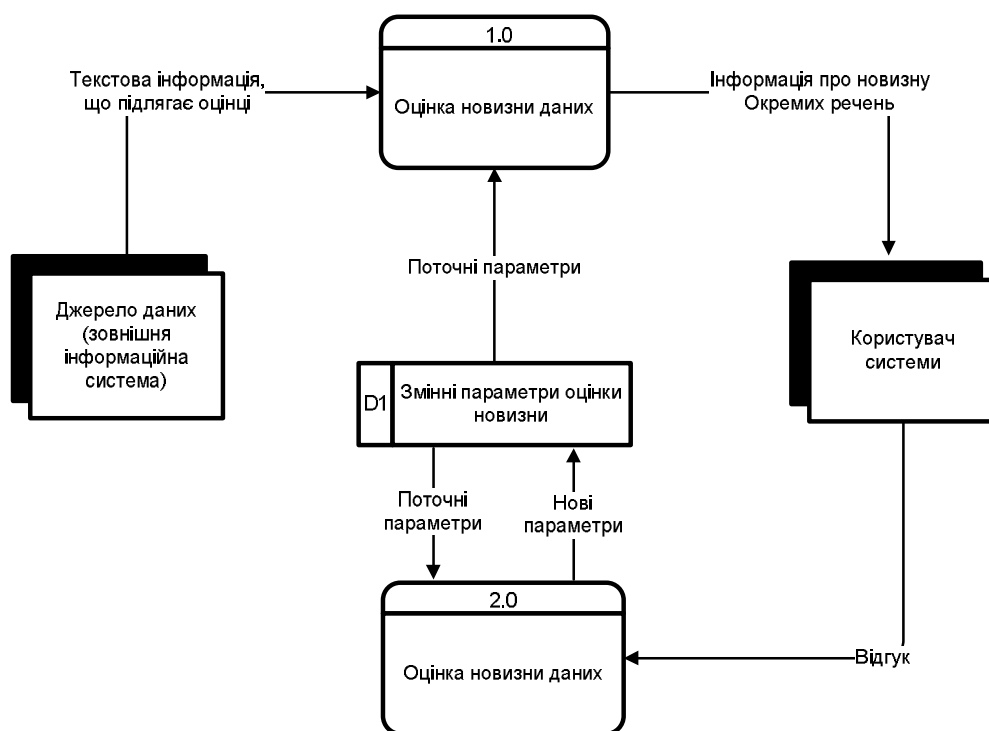 1.0
Оцінка новизни даних
Текстова інформація,
що підлягає оцінці
Інформація про новизну
Окремих речень
Поточні параметри
Джерело даних
(зовнішня
інформаційна
система)
Користувач
системи
D1
Змінні параметри оцінки
новизни
Поточні
параметри
Нові
параметри
2.0
Оцінка новизни даних
Відгук